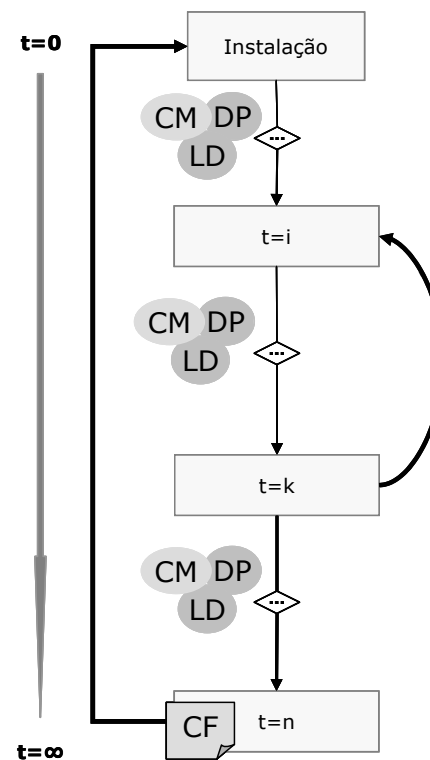 t=0
Instalação
CM DP
LD
...
t=i
CM DP
LD
...
t=k
CM DP
LD
...
CF
t=n
t=∞